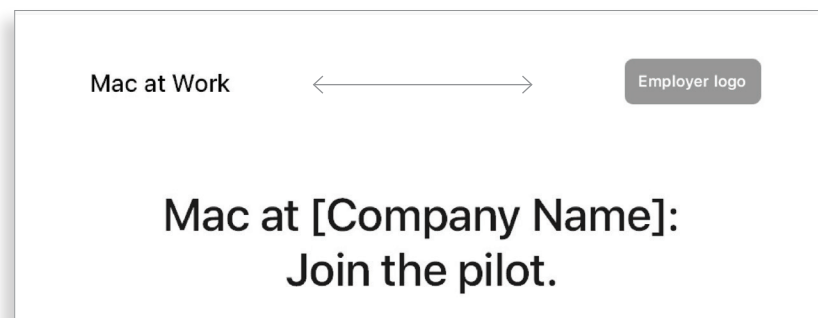 Mac at Work
Employer logo
Mac at [Company Name]:
Join the pilot.